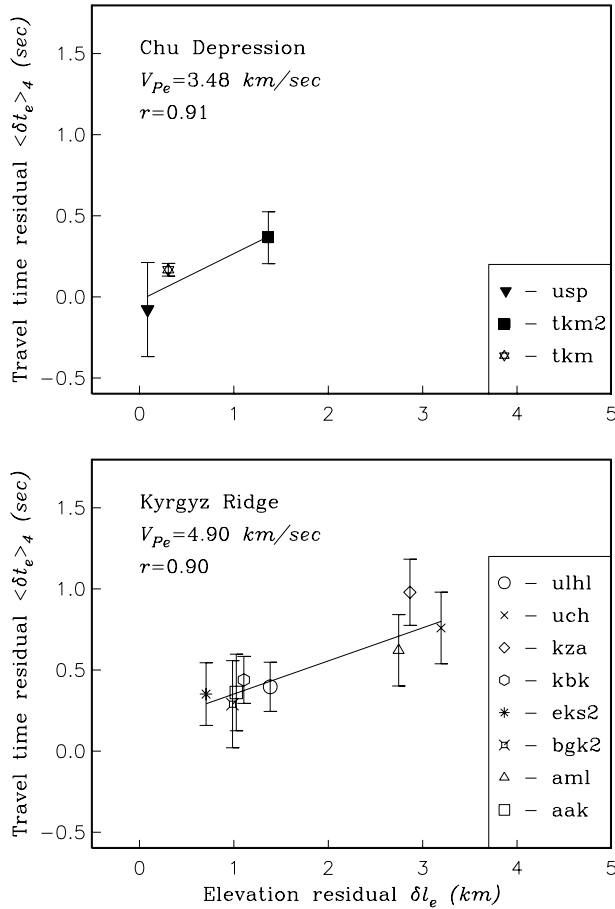 Travel time residual <δt_e>_4 (sec)
1.5
1.0
0.5
0.0
−0.5
Chu Depression
V_Pe=3.48 km/sec
r=0.91
▼ – usp
■ – tkm2
✡ – tkm
0 1 2 3 4 5
Travel time residual <δt_e>_4 (sec)
1.5
1.0
0.5
0.0
−0.5
Kyrgyz Ridge
V_Pe=4.90 km/sec
r=0.90
– ulhl
– uch
– kza
– kbk
– eks2
– bgk2
– aml
– aak
0 1 2 3 4 5
Elevation residual δl_e (km)